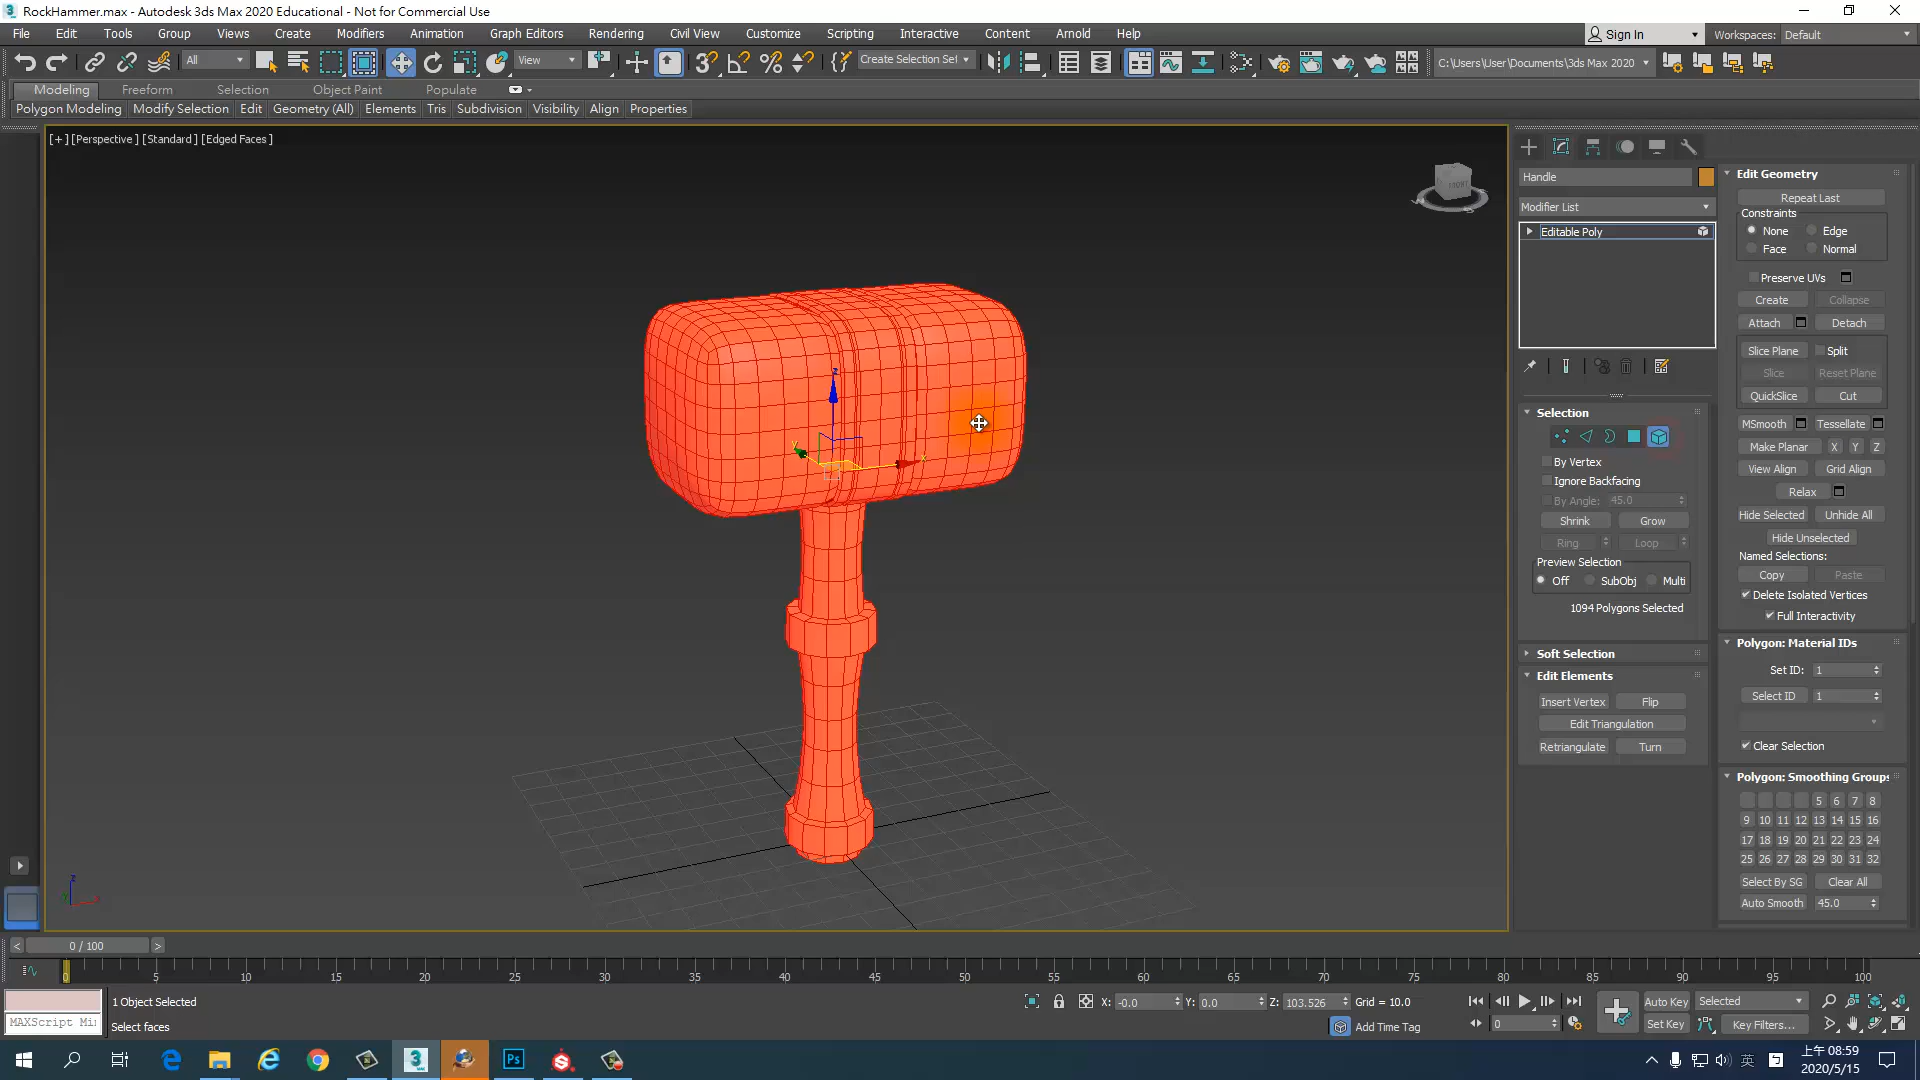 RockHammer.max - Autodesk 3ds Max 2020 Educational - Not for Commercial Use
File Edit Tools Group Views Create Modifiers Animation Graph Editors Rendering Civil View Customize Scripting Interactive Content Arnold Help Sign In Workspaces: Default
All View Create Selection Set C:\Users\User\Documents\3ds Max 2020
Modeling Freeform Selection Object Paint Populate
Polygon Modeling Modify Selection Edit Geometry (All) Elements Tris Subdivision Visibility Align Properties
[+] [Perspective] [Standard] [Edged Faces]
Handle
Modifier List
Editable Poly
Selection
By Vertex
Ignore Backfacing
By Angle: 45.0
Shrink Grow
Ring Loop
Preview Selection
Off SubObj Multi
1094 Polygons Selected
Soft Selection
Edit Elements
Insert Vertex Flip
Edit Triangulation
Retriangulate Turn
Edit Geometry
Repeat Last
Constraints
None Edge
Face Normal
Preserve UVs
Create Collapse
Attach Detach
Slice Plane Split
Slice Reset Plane
QuickSlice Cut
MSmooth Tessellate
Make Planar X Y Z
View Align Grid Align
Relax
Hide Selected Unhide All
Hide Unselected
Named Selections:
Copy Paste
Delete Isolated Vertices
Full Interactivity
Polygon: Material IDs
Set ID: 1
Select ID 1
Clear Selection
Polygon: Smoothing Groups
5 6 7 8
9 10 11 12 13 14 15 16
17 18 19 20 21 22 23 24
25 26 27 28 29 30 31 32
Select By SG Clear All
Auto Smooth 45.0
z
y
x
< 0 / 100 >
0 5 10 15 20 25 30 35 40 45 50 55 60 65 70 75 80 85 90 95 100
1 Object Selected X: -0.0 Y: 0.0 Z: 103.526 Grid = 10.0 Auto Key Selected
MAXScript Mi Select faces Add Time Tag 0 Set Key Key Filters...
英 上午 08:59
2020/5/15